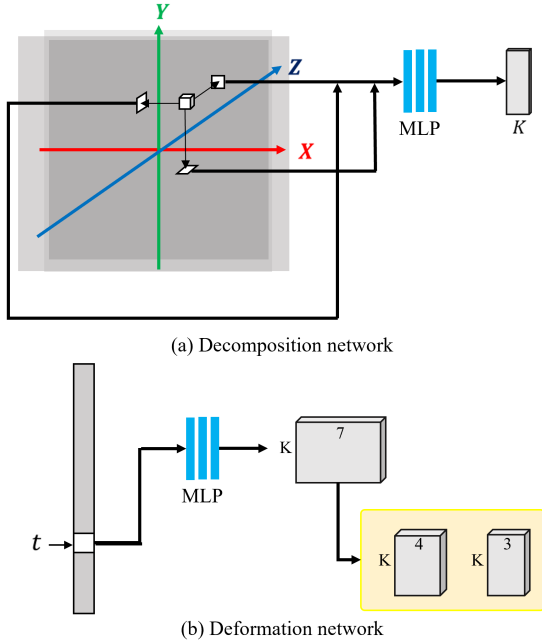 Y
Z
X
MLP
K
(a) Decomposition network
K
7
MLP
t
K
4
K
3
(b) Deformation network